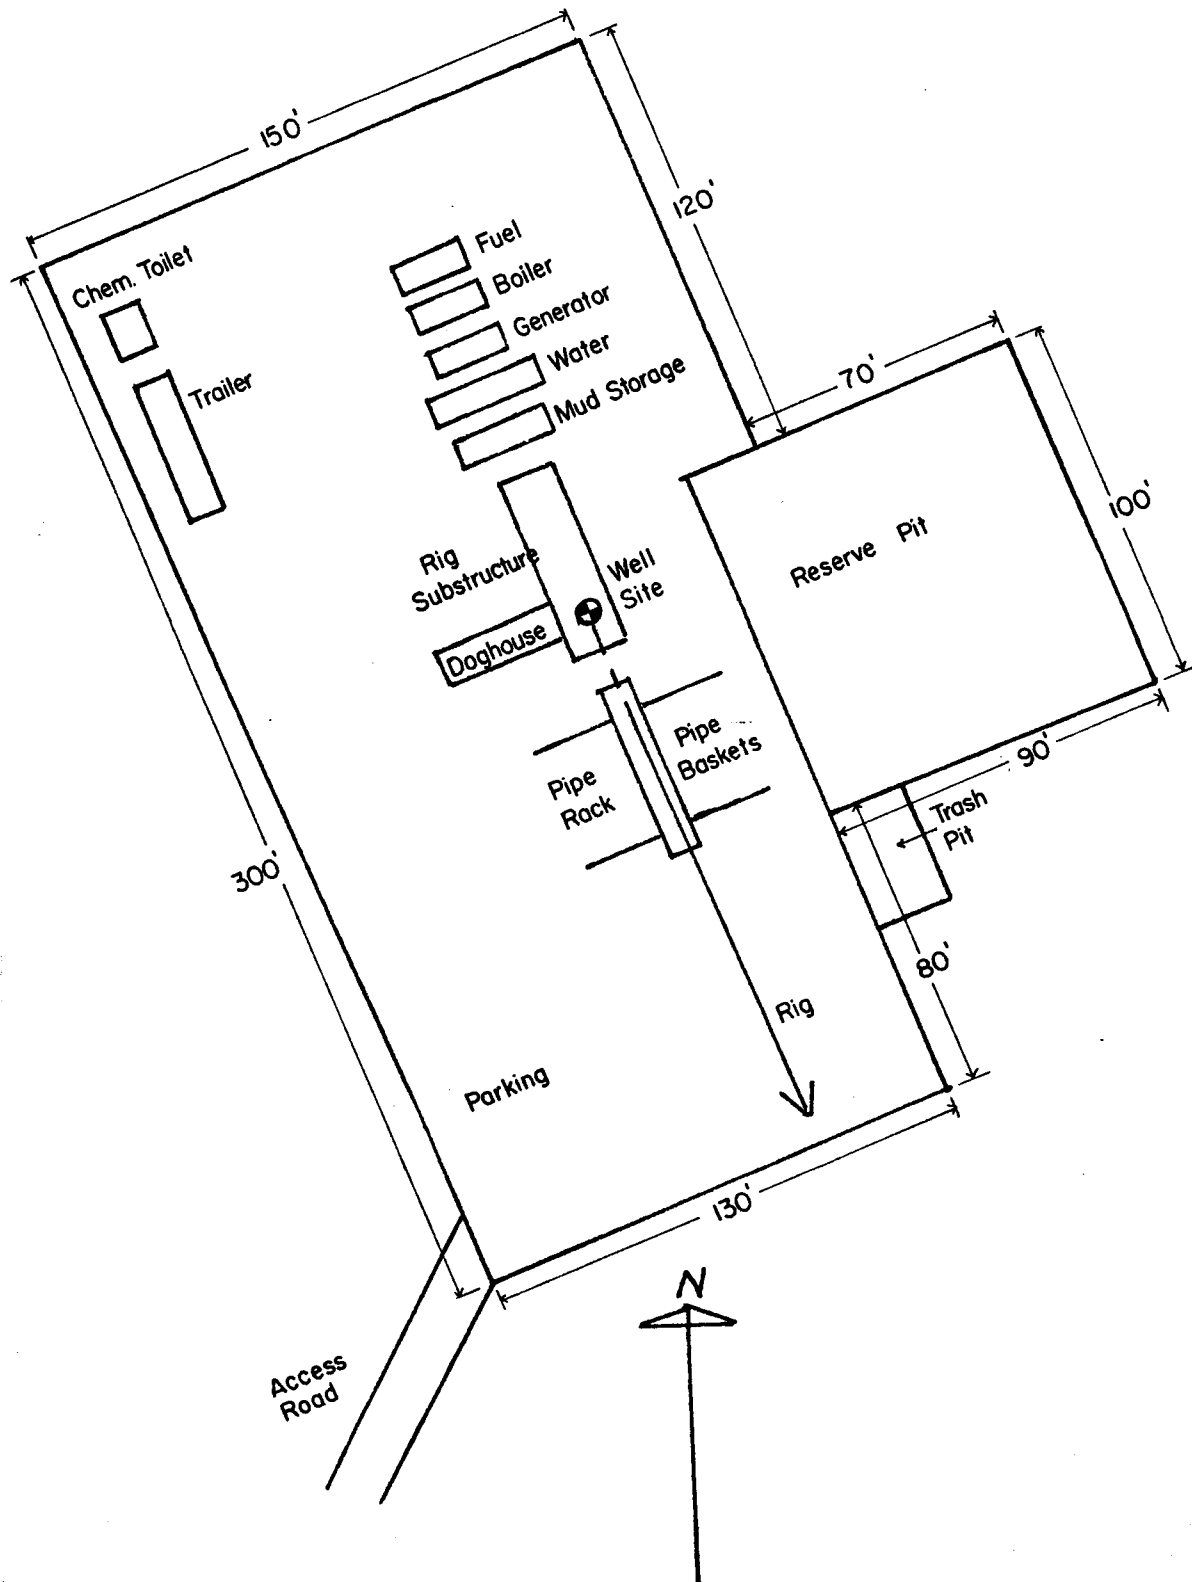 150'
120'
Chem. Toilet
Trailer
Fuel
Boiler
Generator
Water
Mud Storage
70'
100'
Reserve Pit
Rig
Substructure
Well
Site
Doghouse
Pipe
Baskets
Pipe
Rack
90'
Trash
Pit
300'
80'
Rig
Parking
130'
N
Access
Road